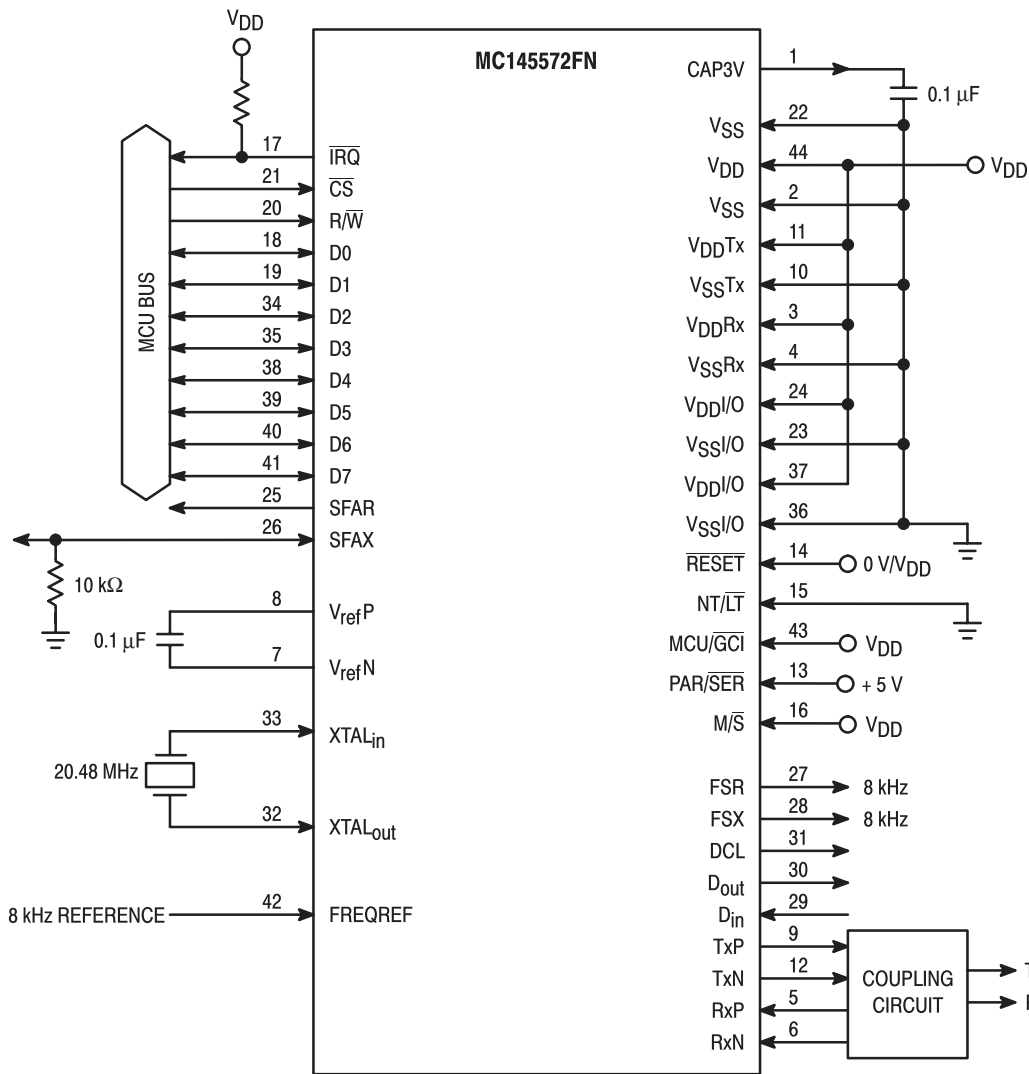 VDD
MC145572FN
CAP3V
1
0.1 µF
VSS
22
VDD
44
VDD
VSS
2
VDDTx
11
VSSTx
10
VDDRx
3
VSSRx
4
VDDI/O
24
VSSI/O
23
VDDI/O
37
VSSI/O
36
RESET
14
0 V/VDD
NT/LT
15
MCU/GCI
43
VDD
PAR/SER
13
+ 5 V
M/S
16
VDD
FSR
27
8 kHz
FSX
28
8 kHz
DCL
31
Dout
30
Din
29
TxP
9
TxN
12
RxP
5
RxN
6
COUPLING
CIRCUIT
MCU BUS
17
IRQ
21
CS
20
R/W
18
D0
19
D1
34
D2
35
D3
38
D4
39
D5
40
D6
41
D7
25
SFAR
26
SFAX
10 kΩ
8
VrefP
0.1 µF
7
VrefN
33
XTALin
20.48 MHz
32
XTALout
8 kHz REFERENCE
42
FREQREF